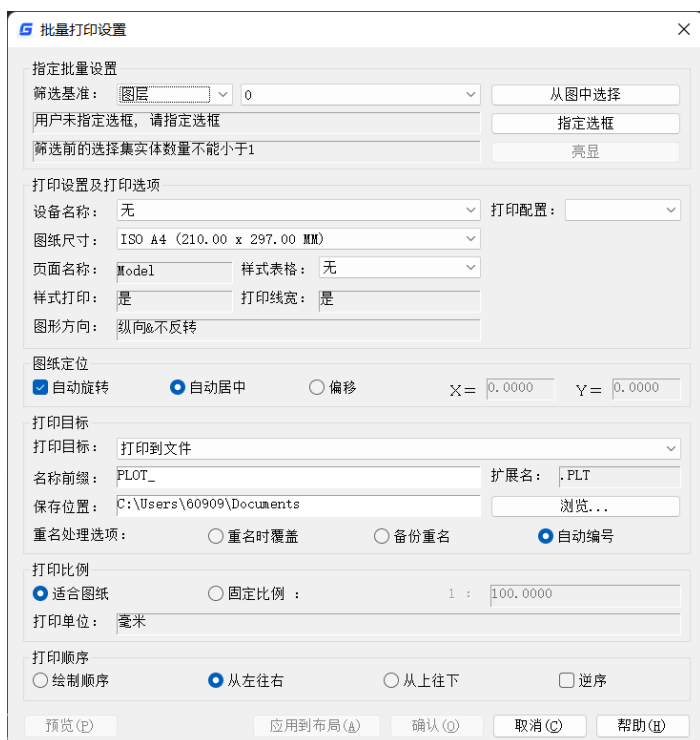 批量打印设置
指定批量设置
筛选基准： 图层 0 从图中选择
用户未指定选框, 请指定选框 指定选框
筛选前的选择集实体数量不能小于1 亮显
打印设置及打印选项
设备名称： 无 打印配置：
图纸尺寸： ISO A4 (210.00 x 297.00 MM)
页面名称： Model 样式表格： 无
样式打印： 是 打印线宽： 是
图形方向： 纵向&不反转
图纸定位
自动旋转 自动居中 偏移 X= 0.0000 Y= 0.0000
打印目标
打印目标： 打印到文件
名称前缀： PLOT_ 扩展名： .PLT
保存位置： C:\Users\60909\Documents 浏览...
重名处理选项： 重名时覆盖 备份重名 自动编号
打印比例
适合图纸 固定比例 ： 1 : 100.0000
打印单位： 毫米
打印顺序
绘制顺序 从左往右 从上往下 逆序
预览(P) 应用到布局(A) 确认(O) 取消(C) 帮助(H)